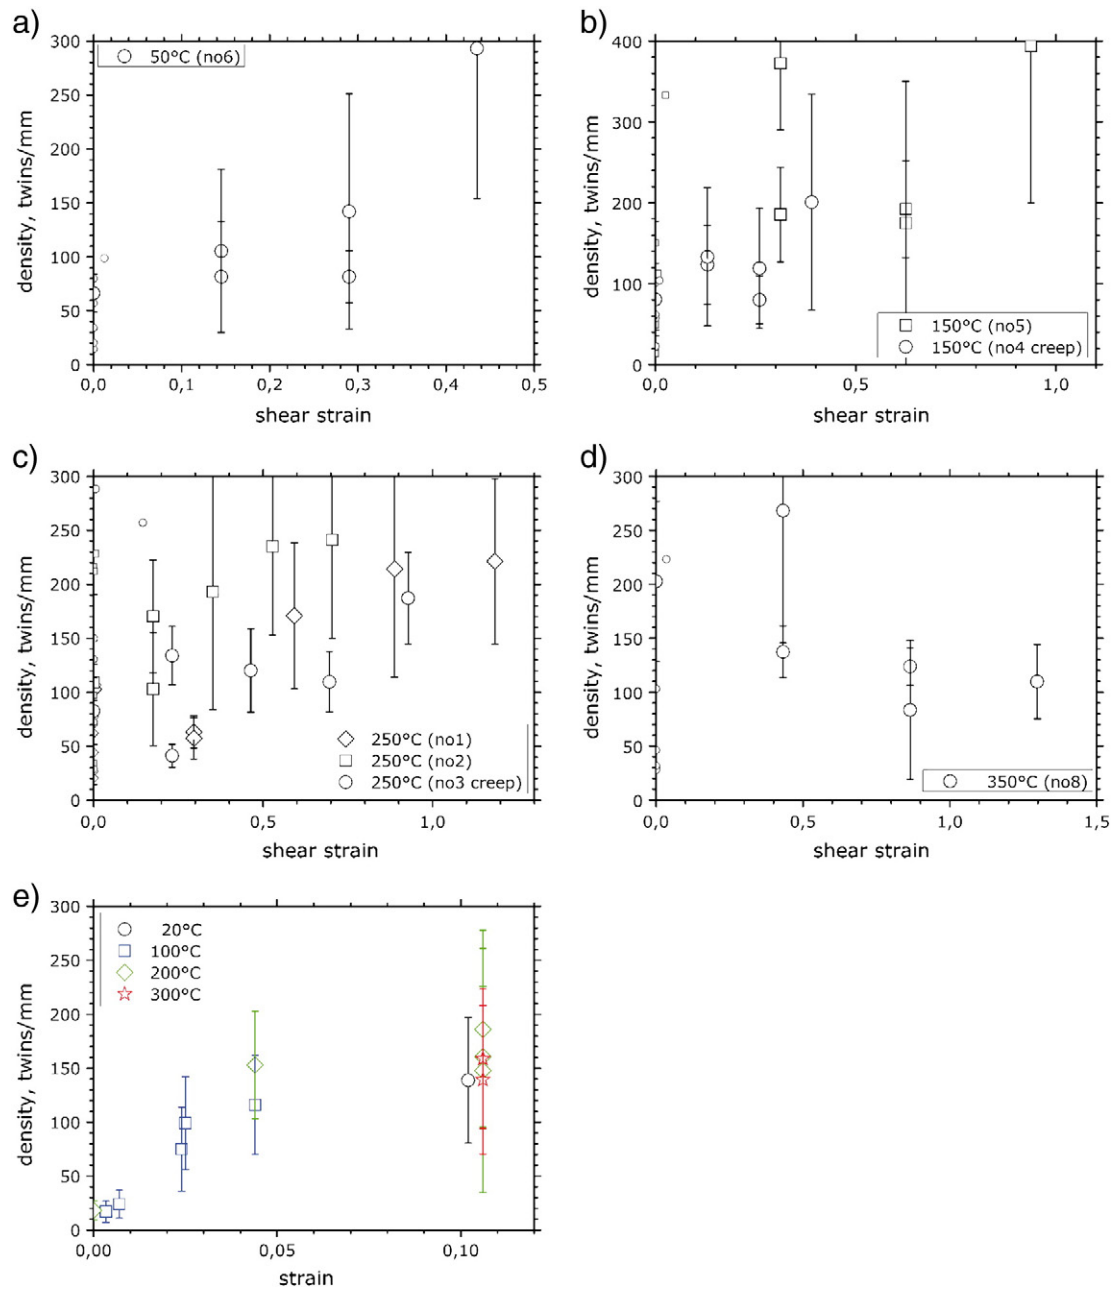 a)
300
250
200
150
100
50
0
density, twins/mm
50°C (no6)
0,0
0,1
0,2
0,3
0,4
0,5
shear strain
b)
400
300
200
100
0
density, twins/mm
150°C (no5)
150°C (no4 creep)
0,0
0,5
1,0
shear strain
c)
300
250
200
150
100
50
0
density, twins/mm
250°C (no1)
250°C (no2)
250°C (no3 creep)
0,0
0,5
1,0
shear strain
d)
300
250
200
150
100
50
0
density, twins/mm
350°C (no8)
0,0
0,5
1,0
1,5
shear strain
e)
300
250
200
150
100
50
0
density, twins/mm
20°C
100°C
200°C
300°C
0,00
0,05
0,10
strain